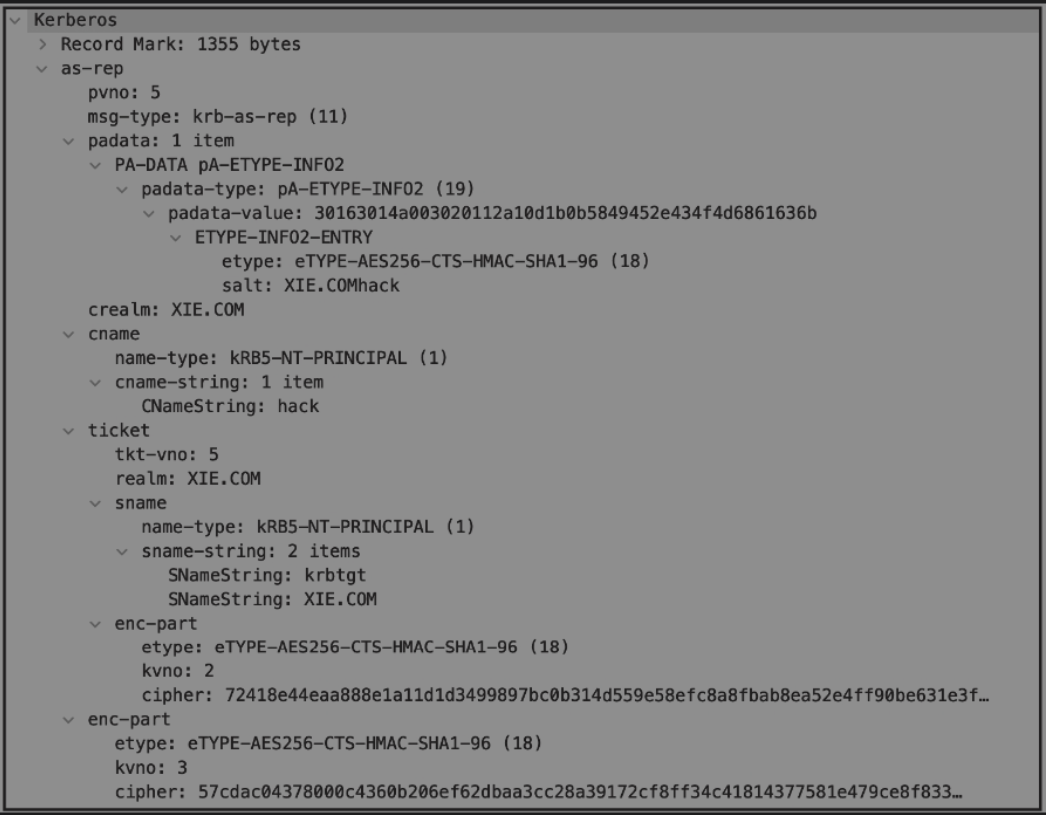 Kerberos
Record Mark: 1355 bytes
as-rep
pvno: 5
msg-type: krb-as-rep (11)
padata: 1 item
PA-DATA pA-ETYPE-INFO2
padata-type: pA-ETYPE-INFO2 (19)
padata-value: 30163014a003020112a10d1b0b5849452e434f4d6861636b
ETYPE-INFO2-ENTRY
etype: eTYPE-AES256-CTS-HMAC-SHA1-96 (18)
salt: XIE.COMhack
crealm: XIE.COM
cname
name-type: kRB5-NT-PRINCIPAL (1)
cname-string: 1 item
CNameString: hack
ticket
tkt-vno: 5
realm: XIE.COM
sname
name-type: kRB5-NT-PRINCIPAL (1)
sname-string: 2 items
SNameString: krbtgt
SNameString: XIE.COM
enc-part
etype: eTYPE-AES256-CTS-HMAC-SHA1-96 (18)
kvno: 2
cipher: 72418e44eaa888e1a11d1d3499897bc0b314d559e58efc8a8fbab8ea52e4ff90be631e3f…
enc-part
etype: eTYPE-AES256-CTS-HMAC-SHA1-96 (18)
kvno: 3
cipher: 57cdac04378000c4360b206ef62dbaa3cc28a39172cf8ff34c41814377581e479ce8f833…